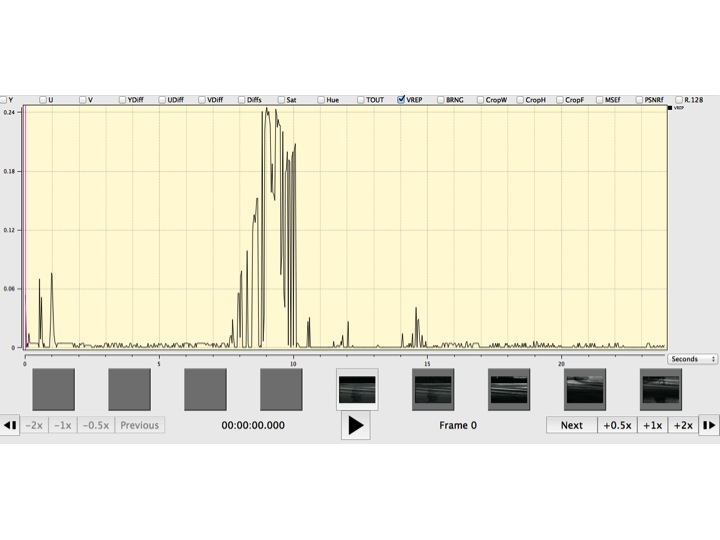 Y U V YDiff UDiff VDiff Diffs Sat Hue TOUT VREP BRNG CropW CropH CropF MSEf PSNRf R.128
VREP
0.24
0.18
0.12
0.06
0
0 5 10 15 20
Seconds
-2x -1x -0.5x Previous 00:00:00.000 Frame 0 Next +0.5x +1x +2x